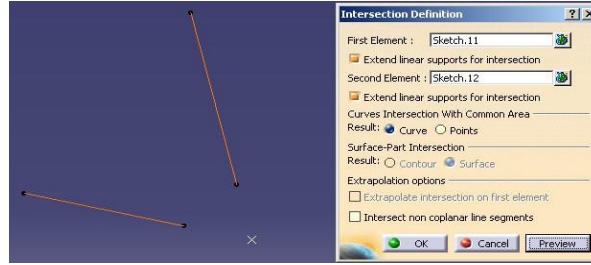 Intersection Definition
First Element : Sketch.11
Extend linear supports for intersection
Second Element : Sketch.12
Extend linear supports for intersection
Curves Intersection With Common Area
Result: Curve Points
Surface-Part Intersection
Result: Contour Surface
Extrapolation options
Extrapolate intersection on first element
Intersect non coplanar line segments
OK Cancel Preview